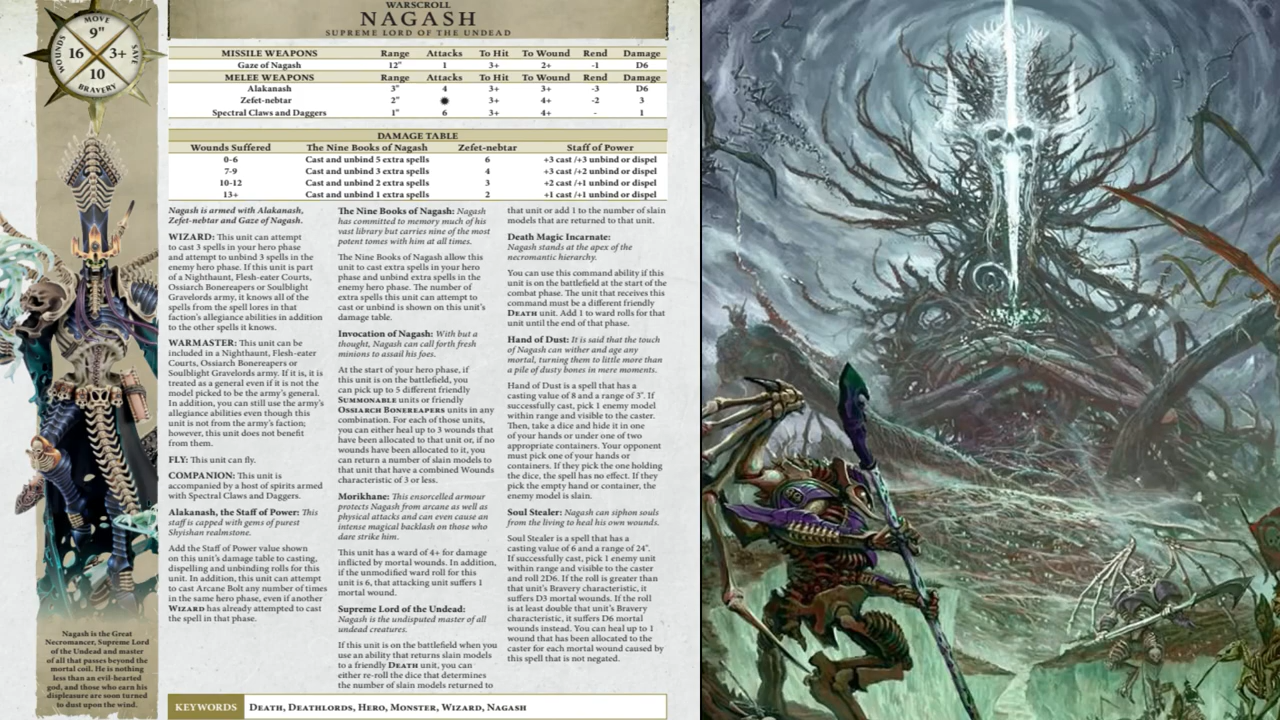 WARSCROLL
NAGASH
SUPREME LORD OF THE UNDEAD
MOVE
9"
WOUNDS
16
3+
SAVE
10
BRAVERY
MISSILE WEAPONS Range Attacks To Hit To Wound Rend Damage
Gaze of Nagash 12" 1 3+ 2+ -1 D6
MELEE WEAPONS Range Attacks To Hit To Wound Rend Damage
Alakanash 3" 4 3+ 3+ -3 D6
Zefet-nebtar 2" ✹ 3+ 4+ -2 3
Spectral Claws and Daggers 1" 6 3+ 4+ - 1
DAMAGE TABLE
Wounds Suffered The Nine Books of Nagash Zefet-nebtar Staff of Power
0-6 Cast and unbind 5 extra spells 6 +3 cast /+3 unbind or dispel
7-9 Cast and unbind 3 extra spells 4 +3 cast /+2 unbind or dispel
10-12 Cast and unbind 2 extra spells 3 +2 cast /+1 unbind or dispel
13+ Cast and unbind 1 extra spells 2 +1 cast /+1 unbind or dispel
Nagash is armed with Alakanash,
Zefet-nebtar and Gaze of Nagash.
WIZARD: This unit can attempt
to cast 3 spells in your hero phase
and attempt to unbind 3 spells in the
enemy hero phase. If this unit is part
of a Nighthaunt, Flesh-eater Courts,
Ossiarch Bonereapers or Soulblight
Gravelords army, it knows all of the
spells from the spell lores in that
faction's allegiance abilities in addition
to the other spells it knows.
WARMASTER: This unit can be
included in a Nighthaunt, Flesh-eater
Courts, Ossiarch Bonereapers or
Soulblight Gravelords army. If it is, it is
treated as a general even if it is not the
model picked to be the army's general.
In addition, you can still use the army's
allegiance abilities even though this
unit is not from the army's faction;
however, this unit does not benefit
from them.
FLY: This unit can fly.
COMPANION: This unit is
accompanied by a host of spirits armed
with Spectral Claws and Daggers.
Alakanash, the Staff of Power: This
staff is capped with gems of purest
Shyishan realmstone.
Add the Staff of Power value shown
on this unit's damage table to casting,
dispelling and unbinding rolls for this
unit. In addition, this unit can attempt
to cast Arcane Bolt any number of times
in the same hero phase, even if another
WIZARD has already attempted to cast
the spell in that phase.
The Nine Books of Nagash: Nagash
has committed to memory much of his
vast library but carries nine of the most
potent tomes with him at all times.
The Nine Books of Nagash allow this
unit to cast extra spells in your hero
phase and unbind extra spells in the
enemy hero phase. The number of
extra spells this unit can attempt to
cast or unbind is shown on this unit's
damage table.
Invocation of Nagash: With but a
thought, Nagash can call forth fresh
minions to assail his foes.
At the start of your hero phase, if
this unit is on the battlefield, you
can pick up to 5 different friendly
SUMMONABLE units or friendly
OSSIARCH BONEREAPERS units in any
combination. For each of those units,
you can either heal up to 3 wounds that
have been allocated to that unit or, if no
wounds have been allocated to it, you
can return a number of slain models to
that unit that have a combined Wounds
characteristic of 3 or less.
Morikhane: This ensorcelled armour
protects Nagash from arcane as well as
physical attacks and can even cause an
intense magical backlash on those who
dare strike him.
This unit has a ward of 4+ for damage
inflicted by mortal wounds. In addition,
if the unmodified ward roll for this
unit is 6, that attacking unit suffers 1
mortal wound.
Supreme Lord of the Undead:
Nagash is the undisputed master of all
undead creatures.
If this unit is on the battlefield when you
use an ability that returns slain models
to a friendly DEATH unit, you can
either re-roll the dice that determines
the number of slain models returned to
that unit or add 1 to the number of slain
models that are returned to that unit.
Death Magic Incarnate:
Nagash stands at the apex of the
necromantic hierarchy.
You can use this command ability if this
unit is on the battlefield at the start of the
combat phase. The unit that receives this
command must be a different friendly
DEATH unit. Add 1 to ward rolls for that
unit until the end of that phase.
Hand of Dust: It is said that the touch
of Nagash can wither and age any
mortal, turning them to little more than
a pile of dusty bones in mere moments.
Hand of Dust is a spell that has a
casting value of 8 and a range of 3". If
successfully cast, pick 1 enemy model
within range and visible to the caster.
Then, take a dice and hide it in one
of your hands or under one of two
appropriate containers. Your opponent
must pick one of your hands or
containers. If they pick the one holding
the dice, the spell has no effect. If they
pick the empty hand or container, the
enemy model is slain.
Soul Stealer: Nagash can siphon souls
from the living to heal his own wounds.
Soul Stealer is a spell that has a
casting value of 6 and a range of 24".
If successfully cast, pick 1 enemy unit
within range and visible to the caster
and roll 2D6. If the roll is greater than
that unit's Bravery characteristic, it
suffers D3 mortal wounds. If the roll
is at least double that unit's Bravery
characteristic, it suffers D6 mortal
wounds instead. You can heal up to 1
wound that has been allocated to the
caster for each mortal wound caused by
this spell that is not negated.
Nagash is the Great
Necromancer, Supreme Lord
of the Undead and master
of all that passes beyond the
mortal coil. He is nothing
less than an evil-hearted
god, and those who earn his
displeasure are soon turned
to dust upon the wind.
KEYWORDS DEATH, DEATHLORDS, HERO, MONSTER, WIZARD, NAGASH